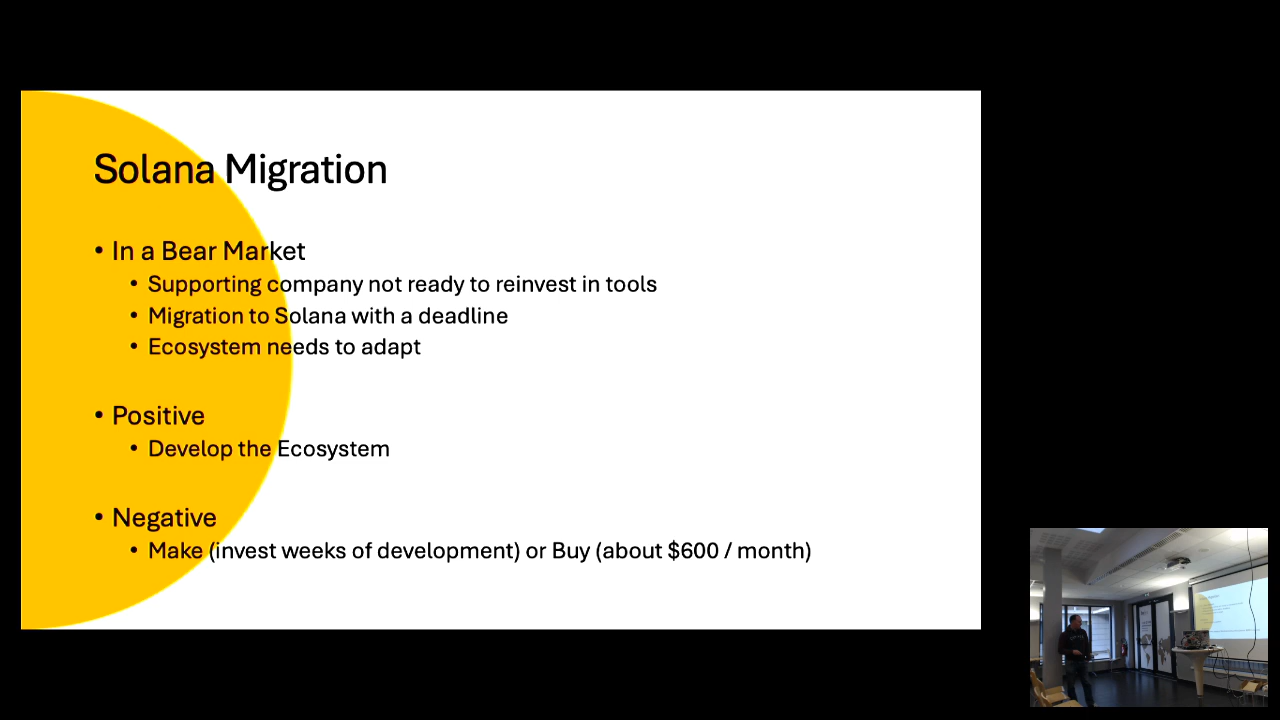 Solana Migration
• In a Bear Market
• Supporting company not ready to reinvest in tools
• Migration to Solana with a deadline
• Ecosystem needs to adapt
• Positive
• Develop the Ecosystem
• Negative
• Make (invest weeks of development) or Buy (about $600 / month)